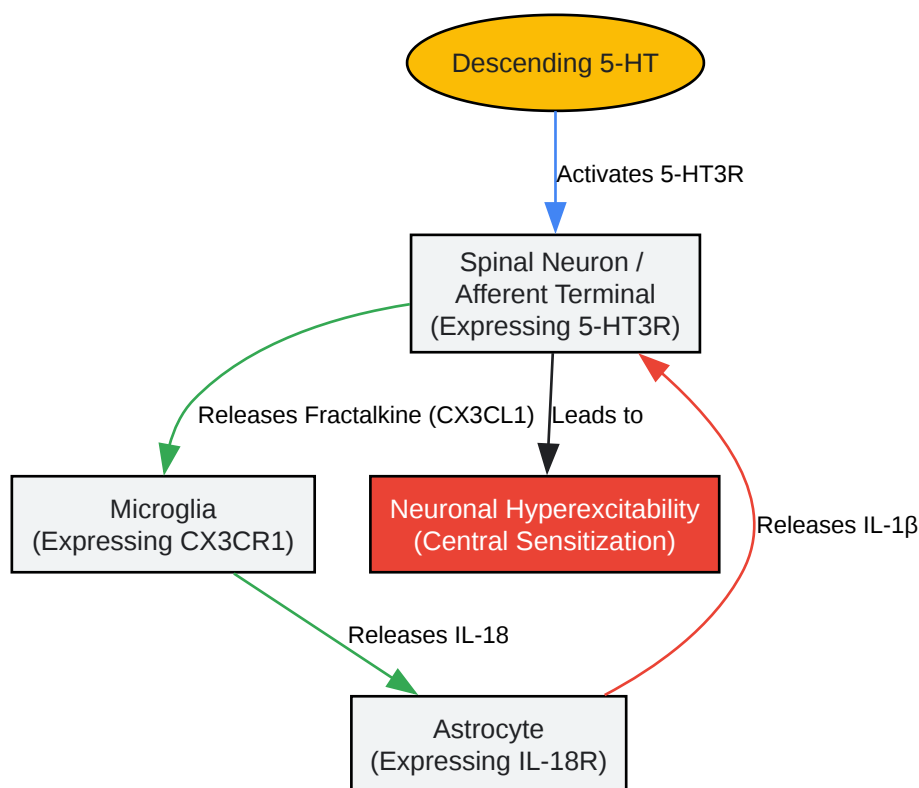 Descending 5-HT
Activates 5-HT3R
Spinal Neuron /
Afferent Terminal
(Expressing 5-HT3R)
Releases Fractalkine (CX3CL1)
Leads to
Microglia
(Expressing CX3CR1)
Neuronal Hyperexcitability
(Central Sensitization)
Releases IL-1β
Releases IL-18
Astrocyte
(Expressing IL-18R)